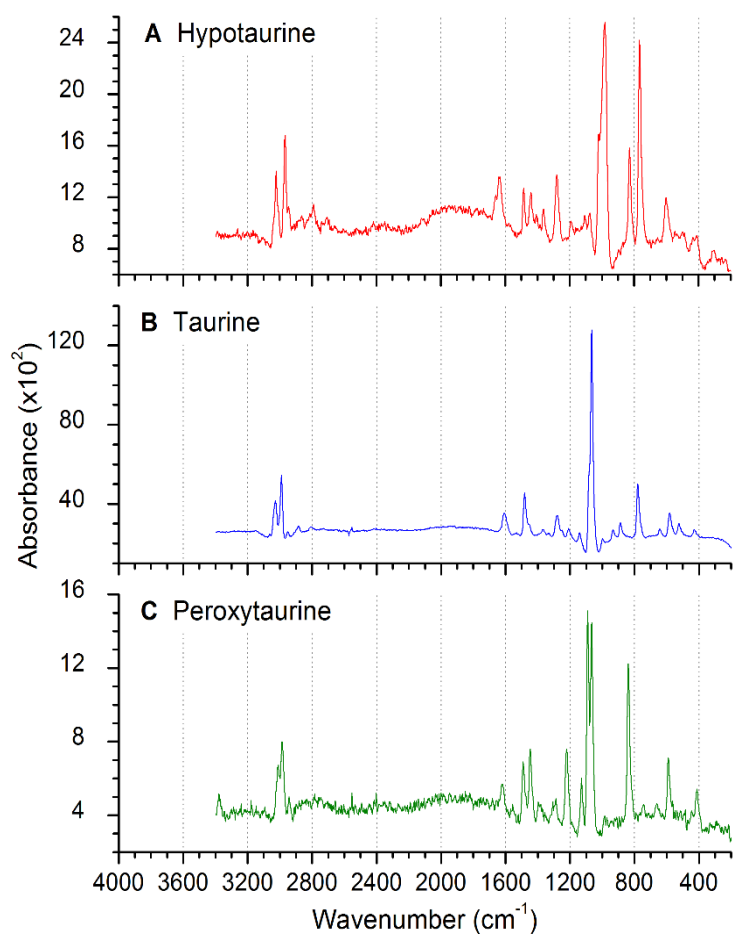 A Hypotaurine
24
20
16
12
8
B Taurine
120
80
40
C Peroxytaurine
16
12
8
4
Absorbance (x10²)
4000 3600 3200 2800 2400 2000 1600 1200 800 400
Wavenumber (cm⁻¹)